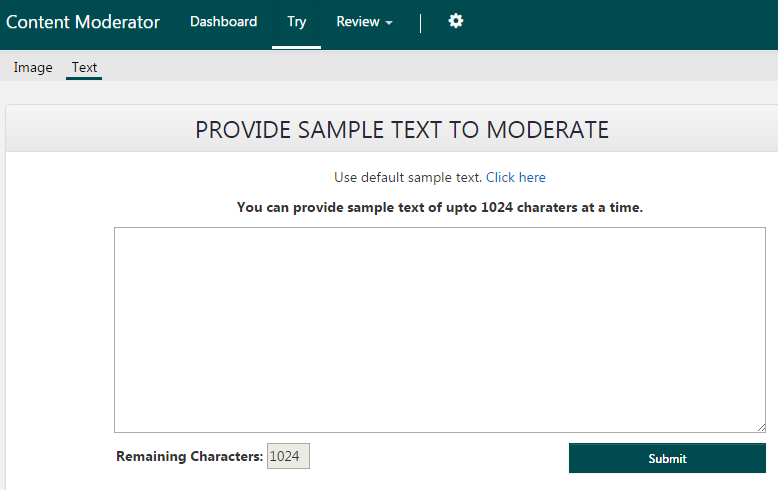 Content Moderator Dashboard Try Review
Image Text
PROVIDE SAMPLE TEXT TO MODERATE
Use default sample text. Click here
You can provide sample text of upto 1024 charaters at a time.
Remaining Characters: 1024 Submit